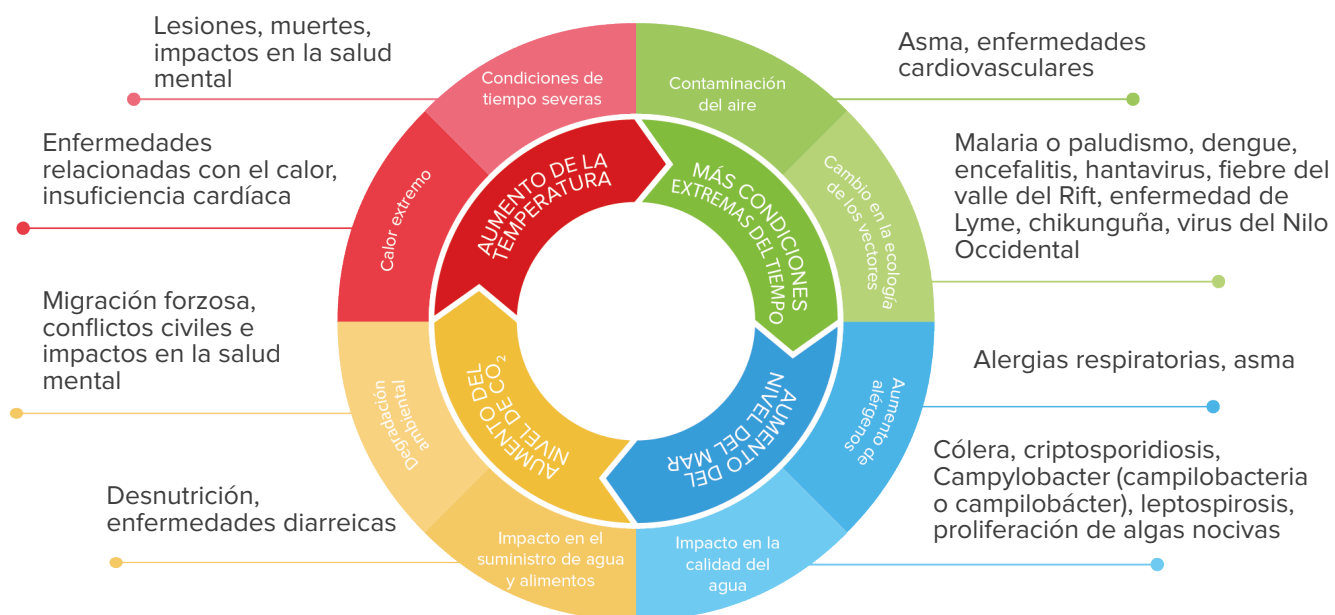 Lesiones, muertes,
impactos en la salud
mental
Condiciones de
tiempo severas
Contaminación
del aire
Asma, enfermedades
cardiovasculares
Enfermedades
relacionadas con el calor,
insuficiencia cardíaca
Calor extremo
AUMENTO DE LA
TEMPERATURA
MÁS CONDICIONES
EXTREMAS DEL TIEMPO
Cambio en la ecología
de los vectores
Malaria o paludismo, dengue,
encefalitis, hantavirus, fiebre del
valle del Rift, enfermedad de
Lyme, chikunguña, virus del Nilo
Occidental
Migración forzosa,
conflictos civiles e
impactos en la salud
mental
Degradación
ambiental
AUMENTO DEL
NIVEL DE CO₂
AUMENTO DEL
NIVEL DEL MAR
Aumento de
alérgenos
Alergias respiratorias, asma
Desnutrición,
enfermedades diarreicas
Impacto en el
suministro de agua
y alimentos
Impacto en la
calidad del
agua
Cólera, criptosporidiosis,
Campylobacter (campilobacteria
o campilobácter), leptospirosis,
proliferación de algas nocivas